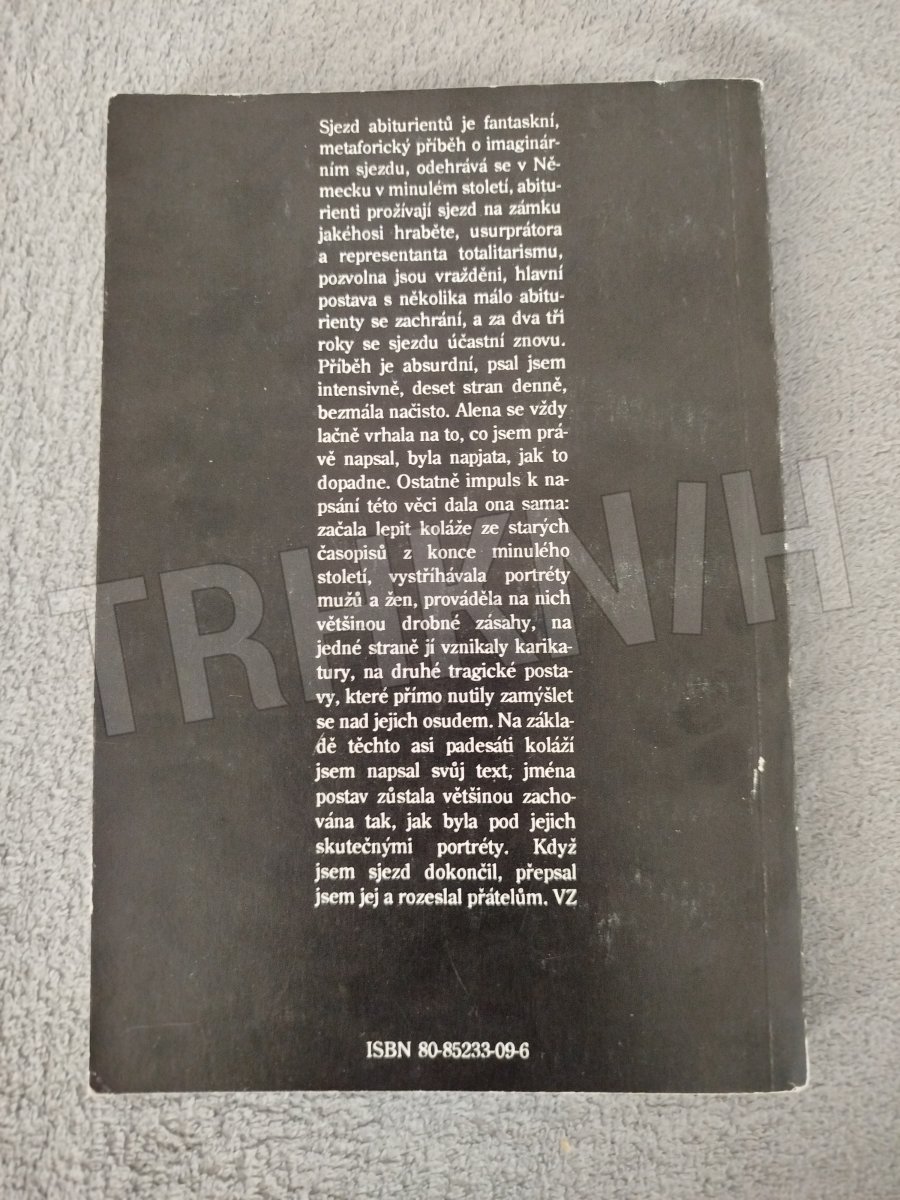 Sjezd abiturientů je fantaskní,
metaforický příběh o imaginár-
ním sjezdu, odehrává se v Ně-
mecku v minulém století, abitu-
rienti prožívají sjezd na zámku
jakéhosi hraběte, usurprátora
a representanta totalitarismu,
pozvolna jsou vražděni, hlavní
postava s několika málo abitu-
rienty se zachrání, a za dva tři
roky se sjezdu účastní znovu.
Příběh je absurdní, psal jsem
intensivně, deset stran denně,
bezmála načisto. Alena se vždy
lačně vrhala na to, co jsem prá-
vě napsal, byla napjata, jak to
dopadne. Ostatně impuls k na-
psání této věci dala ona sama:
začala lepit koláže ze starých
časopisů z konce minulého
století, vystříhávala portréty
mužů a žen, prováděla na nich
většinou drobné zásahy, na
jedné straně jí vznikaly karika-
tury, na druhé tragické posta-
vy, které přímo nutily zamýšlet
se nad jejich osudem. Na zákla-
dě těchto asi padesáti koláží
jsem napsal svůj text, jména
postav zůstala většinou zacho-
vána tak, jak byla pod jejich
skutečnými portréty. Když
jsem sjezd dokončil, přepsal
jsem jej a rozeslal přátelům. VZ
ISBN 80-85233-09-6
TRHKNIH